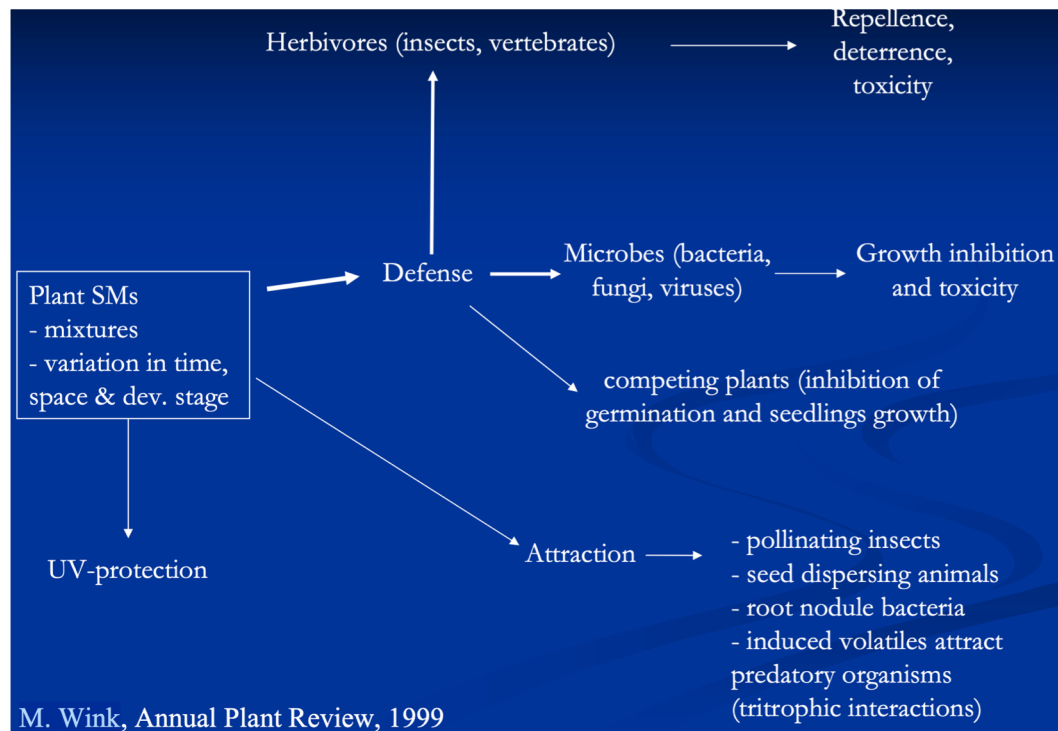 Herbivores (insects, vertebrates)
Repellence,
deterrence,
toxicity
Defense
Microbes (bacteria,
fungi, viruses)
Growth inhibition
and toxicity
Plant SMs
- mixtures
- variation in time,
space & dev. stage
competing plants (inhibition of
germination and seedlings growth)
UV-protection
Attraction
- pollinating insects
- seed dispersing animals
- root nodule bacteria
- induced volatiles attract
predatory organisms
(tritrophic interactions)
M. Wink, Annual Plant Review, 1999